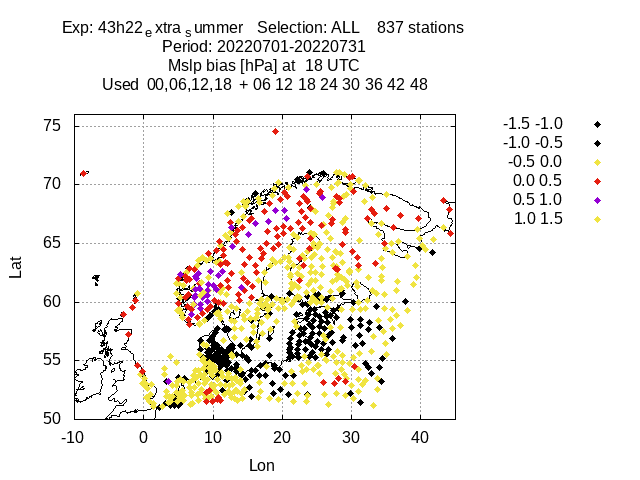 Exp: 43h22extrasummer Selection: ALL 837 stations
Period: 20220701-20220731
Mslp bias [hPa] at 18 UTC
Used 00,06,12,18 + 06 12 18 24 30 36 42 48
-1.5 -1.0
-1.0 -0.5
-0.5 0.0
0.0 0.5
0.5 1.0
1.0 1.5
75
70
65
60
55
50
Lat
-10 0 10 20 30 40
Lon